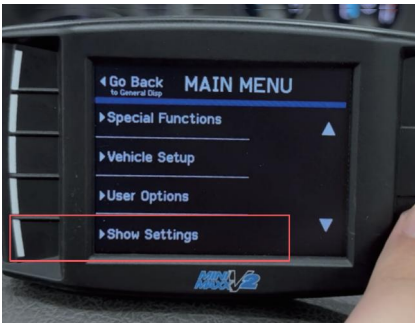 Go Back
to General Disp
MAIN MENU
Special Functions
Vehicle Setup
User Options
Show Settings
MINI
MAXX V2